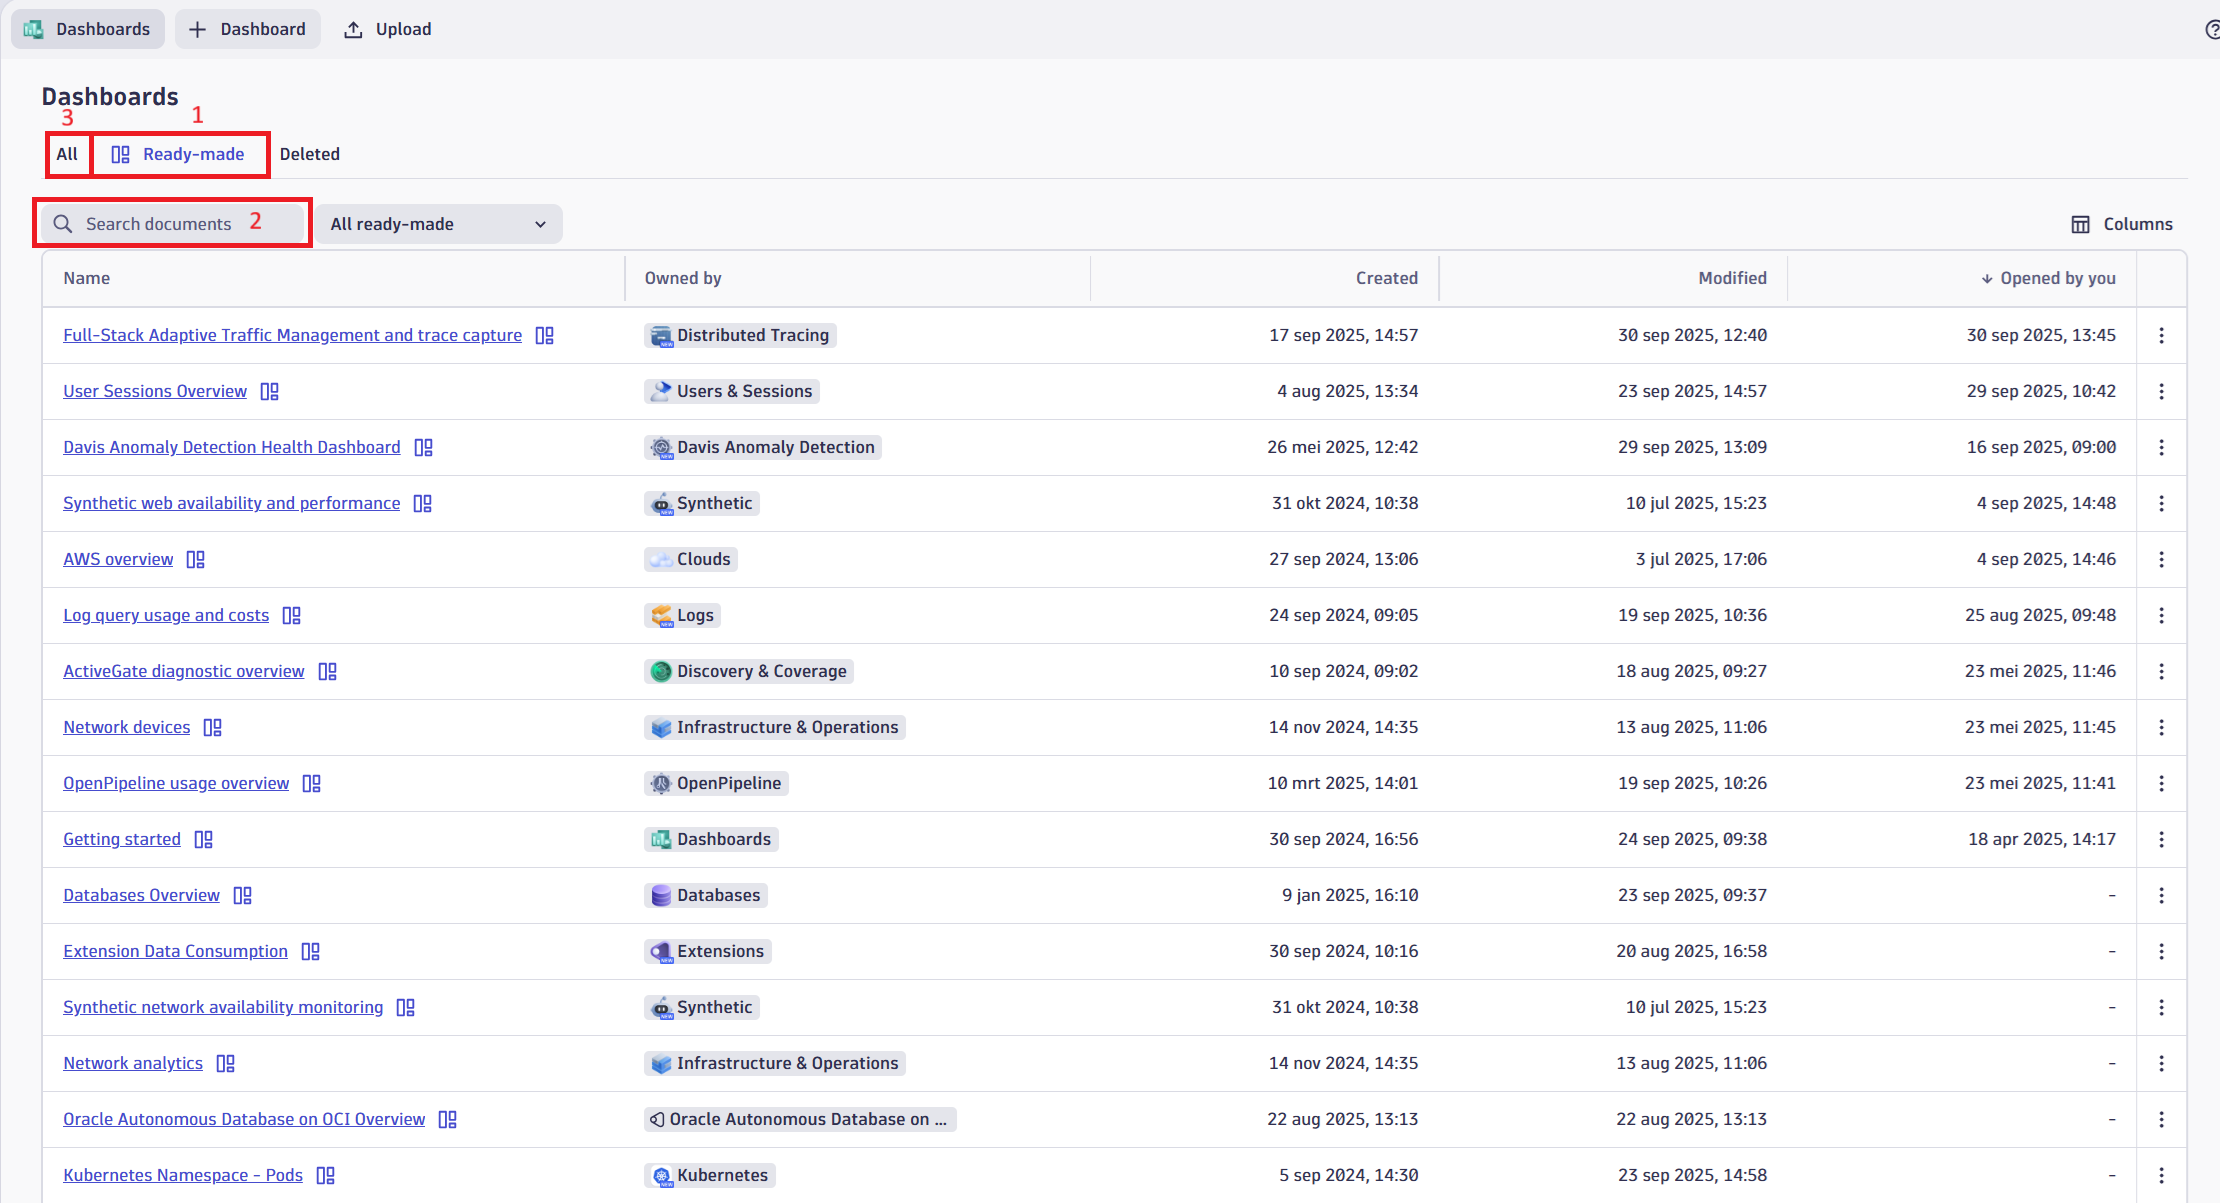 Dashboards Dashboard Upload
Dashboards
3 1
All Ready-made Deleted
Search documents 2 All ready-made Columns
Name Owned by Created Modified Opened by you
Full-Stack Adaptive Traffic Management and trace capture Distributed Tracing 17 sep 2025, 14:57 30 sep 2025, 12:40 30 sep 2025, 13:45
User Sessions Overview Users & Sessions 4 aug 2025, 13:34 23 sep 2025, 14:57 29 sep 2025, 10:42
Davis Anomaly Detection Health Dashboard Davis Anomaly Detection 26 mei 2025, 12:42 29 sep 2025, 13:09 16 sep 2025, 09:00
Synthetic web availability and performance Synthetic 31 okt 2024, 10:38 10 jul 2025, 15:23 4 sep 2025, 14:48
AWS overview Clouds 27 sep 2024, 13:06 3 jul 2025, 17:06 4 sep 2025, 14:46
Log query usage and costs Logs 24 sep 2024, 09:05 19 sep 2025, 10:36 25 aug 2025, 09:48
ActiveGate diagnostic overview Discovery & Coverage 10 sep 2024, 09:02 18 aug 2025, 09:27 23 mei 2025, 11:46
Network devices Infrastructure & Operations 14 nov 2024, 14:35 13 aug 2025, 11:06 23 mei 2025, 11:45
OpenPipeline usage overview OpenPipeline 10 mrt 2025, 14:01 19 sep 2025, 10:26 23 mei 2025, 11:41
Getting started Dashboards 30 sep 2024, 16:56 24 sep 2025, 09:38 18 apr 2025, 14:17
Databases Overview Databases 9 jan 2025, 16:10 23 sep 2025, 09:37 -
Extension Data Consumption Extensions 30 sep 2024, 10:16 20 aug 2025, 16:58 -
Synthetic network availability monitoring Synthetic 31 okt 2024, 10:38 10 jul 2025, 15:23 -
Network analytics Infrastructure & Operations 14 nov 2024, 14:35 13 aug 2025, 11:06 -
Oracle Autonomous Database on OCI Overview Oracle Autonomous Database on ... 22 aug 2025, 13:13 22 aug 2025, 13:13 -
Kubernetes Namespace - Pods Kubernetes 5 sep 2024, 14:30 23 sep 2025, 14:58 -